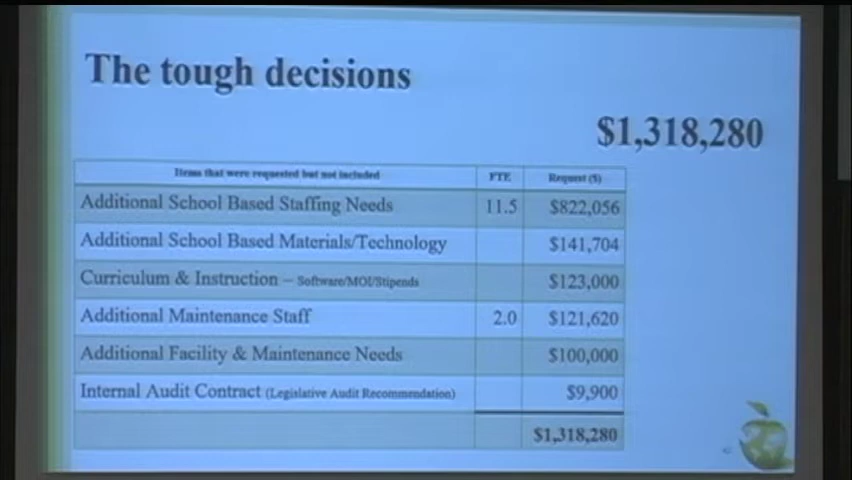 The tough decisions
$1,318,280
Items that were requested but not included FTE Request ($)
Additional School Based Staffing Needs 11.5 $822,056
Additional School Based Materials/Technology $141,704
Curriculum & Instruction – Software/MOI/Stipends $123,000
Additional Maintenance Staff 2.0 $121,620
Additional Facility & Maintenance Needs $100,000
Internal Audit Contract (Legislative Audit Recommendation) $9,900
$1,318,280